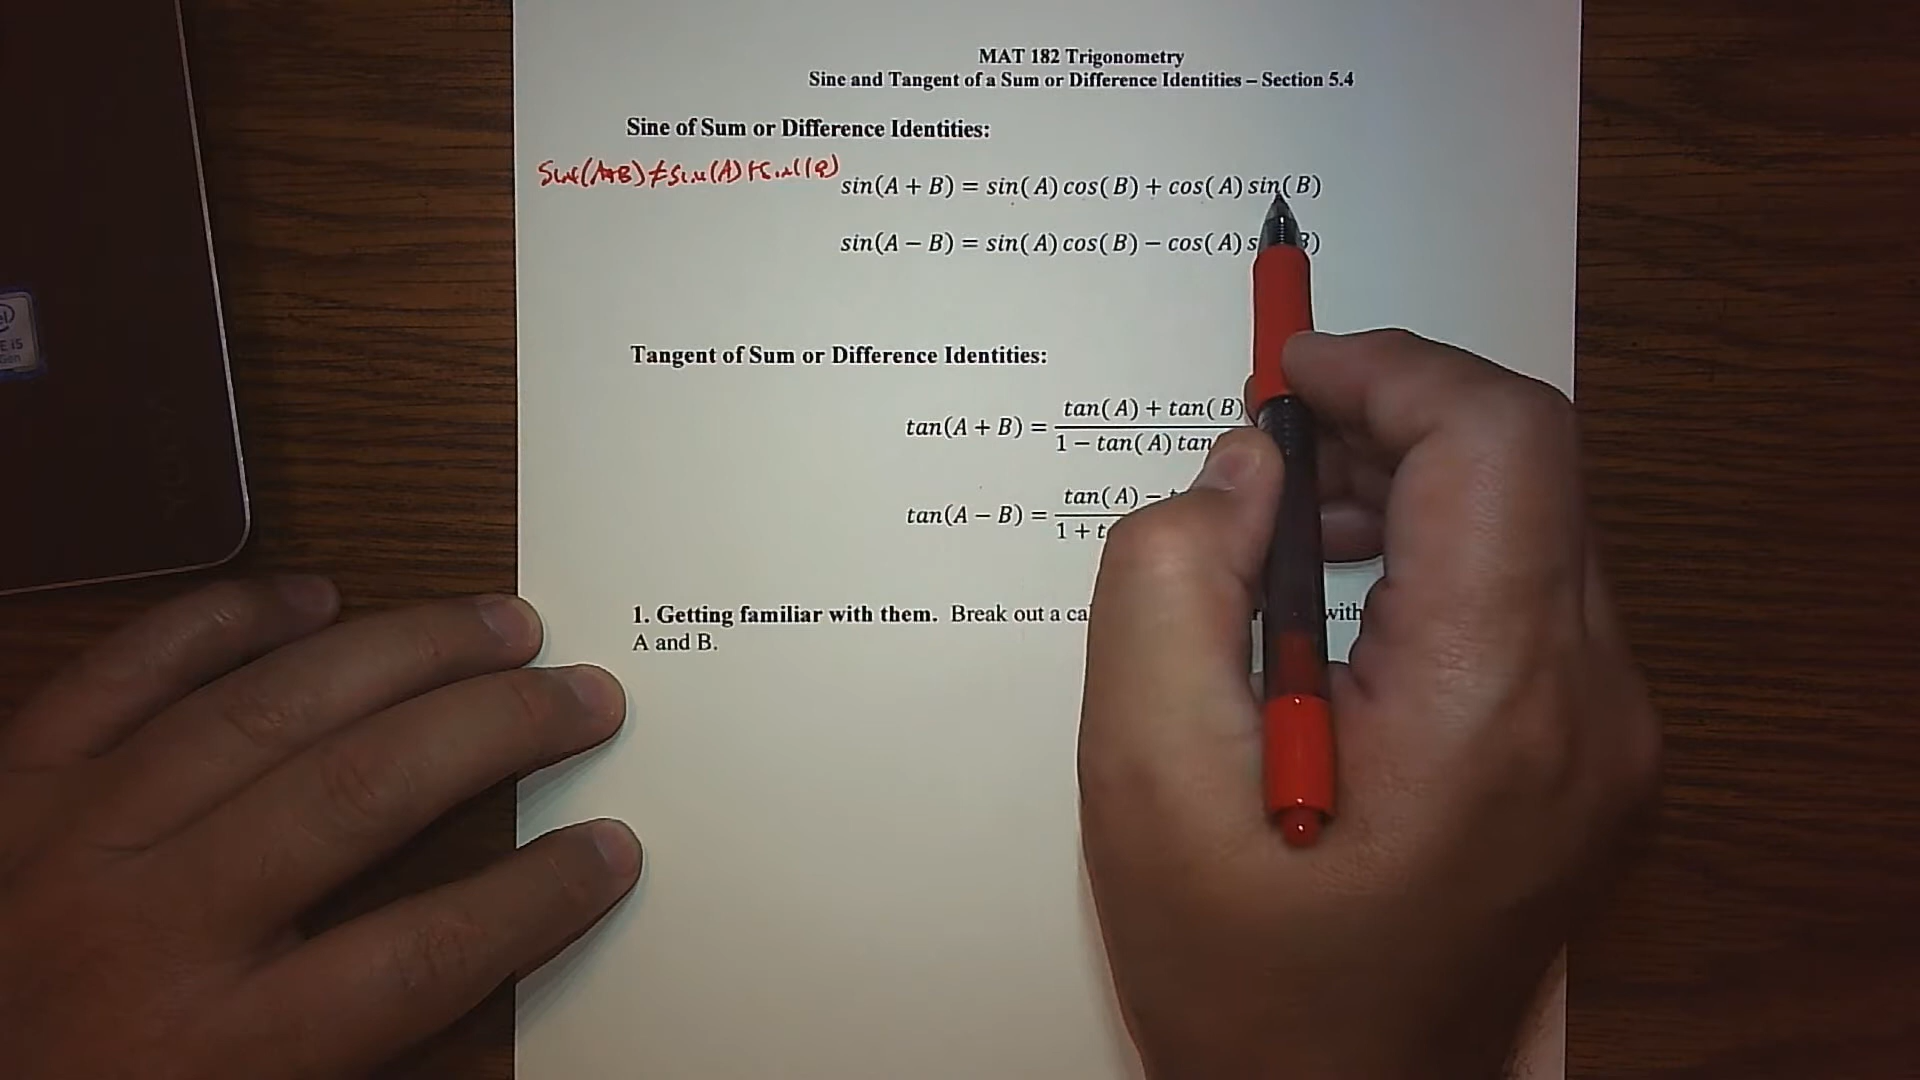 MAT 182 Trigonometry
Sine and Tangent of a Sum or Difference Identities – Section 5.4
Sine of Sum or Difference Identities:
Sin(A+B) ≠ Sin(A) + Sin(B)
sin(A + B) = sin(A) cos(B) + cos(A) sin(B)
sin(A − B) = sin(A) cos(B) − cos(A) s B)
Tangent of Sum or Difference Identities:
tan(A) + tan(B)
tan(A + B) =
1 − tan(A) tan
tan(A) −
tan(A − B) =
1 + t
1. Getting familiar with them. Break out a ca with
A and B.
E i5
Gen